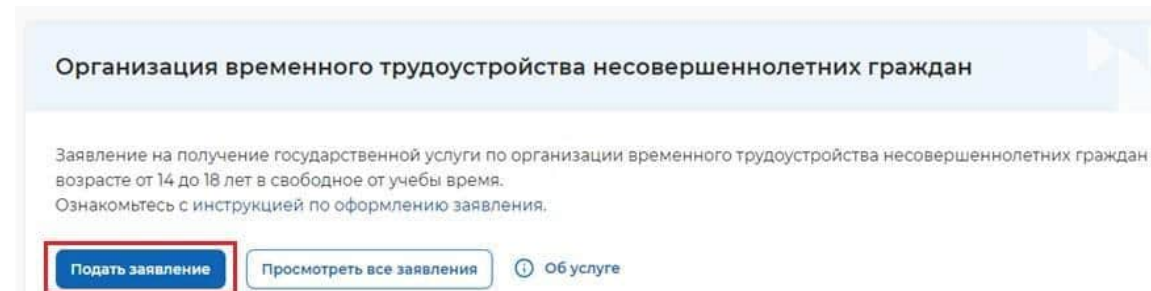 Организация временного трудоустройства несовершеннолетних граждан
Заявление на получение государственной услуги по организации временного трудоустройства несовершеннолетних граждан
возрасте от 14 до 18 лет в свободное от учебы время.
Ознакомьтесь с инструкцией по оформлению заявления.
Подать заявление Просмотреть все заявления Об услуге